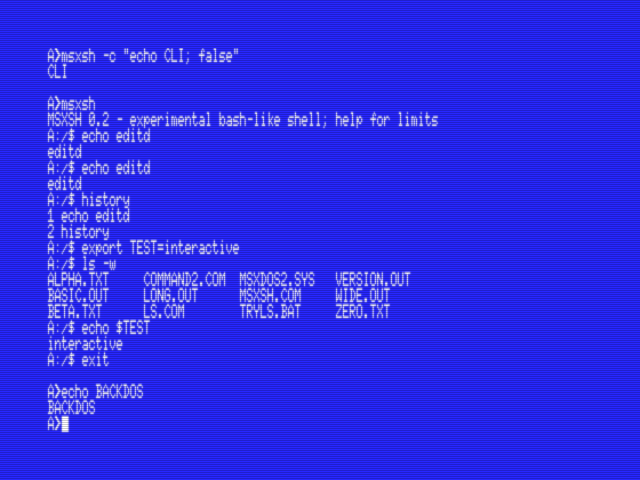 A>msxsh -c "echo CLI; false"
CLI
A>msxsh
MSXSH 0.2 - experimental bash-like shell; help for limits
A:/$ echo editd
editd
A:/$ echo editd
editd
A:/$ history
1 echo editd
2 history
A:/$ export TEST=interactive
A:/$ ls -w
ALPHA.TXT COMMAND2.COM MSXDOS2.SYS VERSION.OUT
BASIC.OUT LONG.OUT MSXSH.COM WIDE.OUT
BETA.TXT LS.COM TRYLS.BAT ZERO.TXT
A:/$ echo $TEST
interactive
A:/$ exit
A>echo BACKDOS
BACKDOS
A>